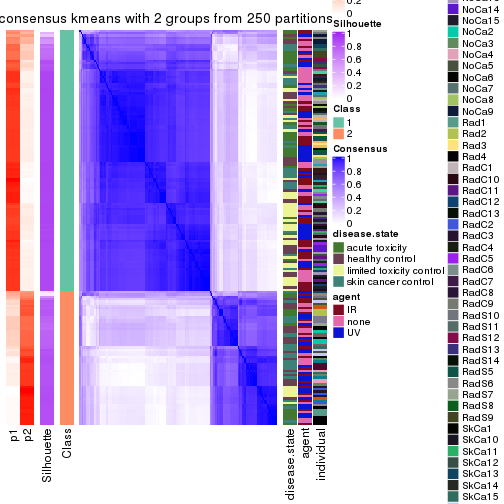 consensus kmeans with 2 groups from 250 partitions
p1
p2
Silhouette
Class
disease.state
agent
individual
0.2
0
Silhouette
1
0.8
0.6
0.4
0.2
0
Class
1
2
Consensus
1
0.8
0.6
0.4
0.2
0
disease.state
acute toxicity
healthy control
limited toxicity control
skin cancer control
agent
IR
none
UV
NoCa14
NoCa15
NoCa2
NoCa3
NoCa4
NoCa5
NoCa6
NoCa7
NoCa8
NoCa9
Rad1
Rad2
Rad3
Rad4
RadC1
RadC10
RadC11
RadC12
RadC13
RadC2
RadC3
RadC4
RadC5
RadC6
RadC7
RadC8
RadC9
RadS10
RadS11
RadS12
RadS13
RadS14
RadS5
RadS6
RadS7
RadS8
RadS9
SkCa1
SkCa10
SkCa11
SkCa12
SkCa13
SkCa14
SkCa15